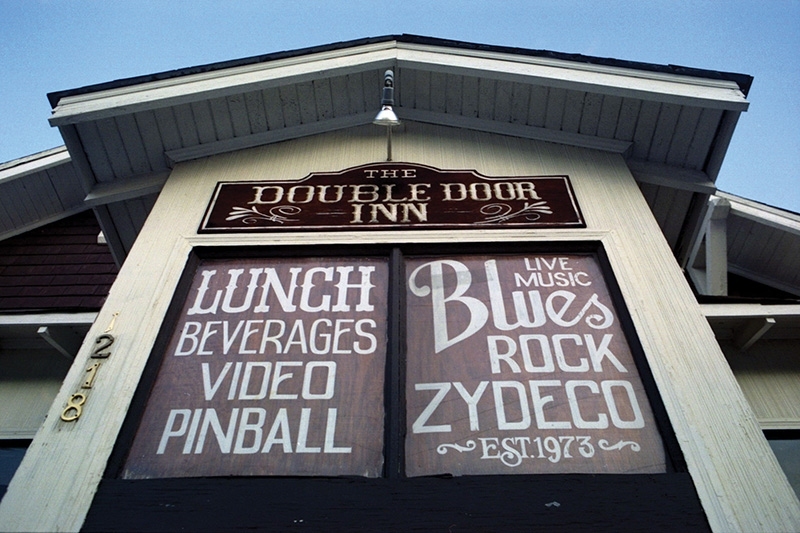 THE
DOUBLE DOOR
INN
LUNCH
BEVERAGES
VIDEO
PINBALL
LIVE
MUSIC
Blues
ROCK
ZYDECO
EST.1973
1218